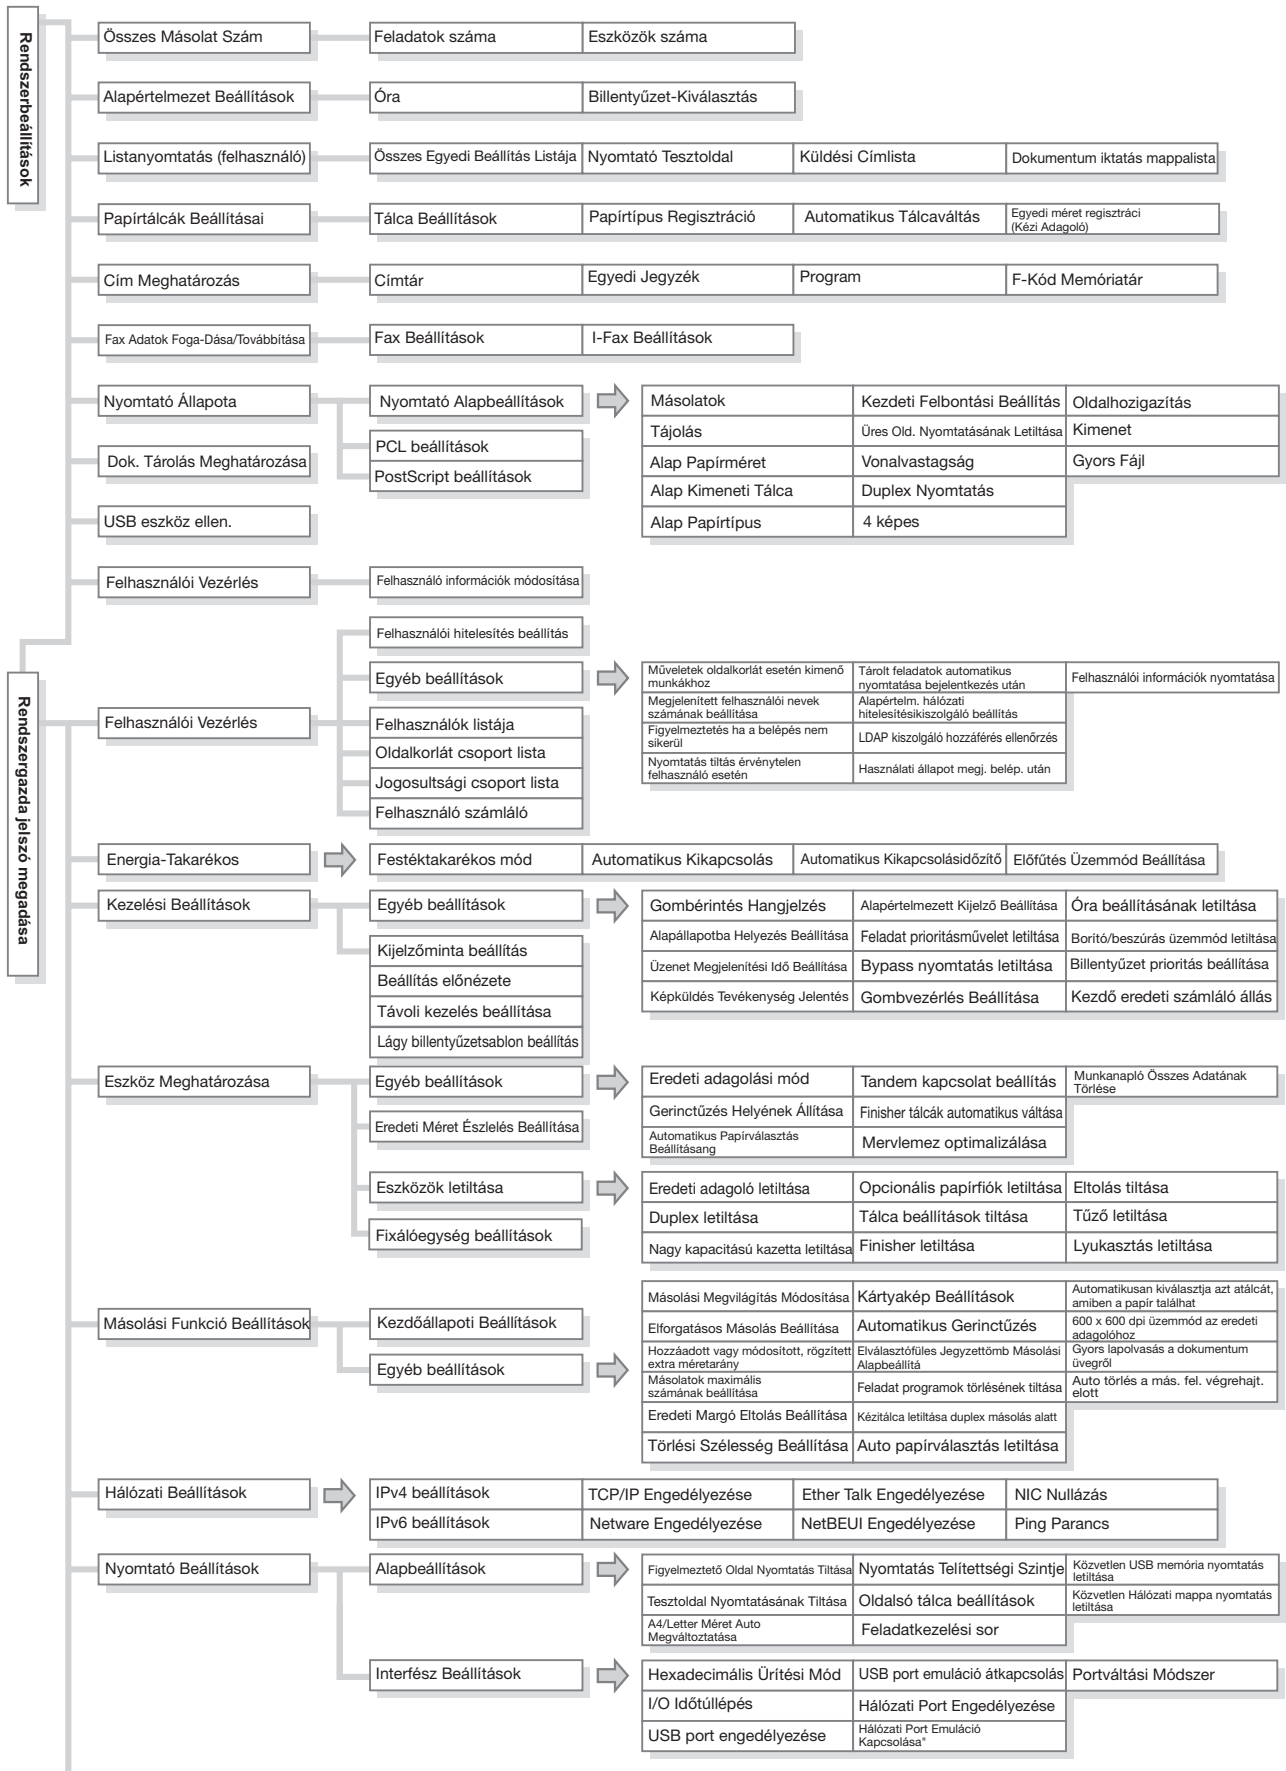 Rendszerbeállítások
Összes Másolat Szám
Feladatok száma
Eszközök száma
Alapértelmezet Beállítások
Óra
Billentyűzet-Kiválasztás
Listanyomtatás (felhasználó)
Összes Egyedi Beállítás Listája
Nyomtató Tesztoldal
Küldési Címlista
Dokumentum iktatás mappalista
Papírtálcák Beállításai
Tálca Beállítások
Papírtípus Regisztráció
Automatikus Tálcaváltás
Egyedi méret regisztráci
(Kézi Adagoló)
Cím Meghatározás
Címtár
Egyedi Jegyzék
Program
F-Kód Memóriatár
Fax Adatok Foga-Dása/Továbbítása
Fax Beállítások
I-Fax Beállítások
Nyomtató Állapota
Nyomtató Alapbeállítások
Másolatok
Kezdeti Felbontási Beállítás
Oldalhozigazítás
Tájolás
Üres Old. Nyomtatásának Letiltása
Kimenet
PCL beállítások
Dok. Tárolás Meghatározása
Alap Papírméret
Vonalvastagság
Gyors Fájl
PostScript beállítások
Alap Kimeneti Tálca
Duplex Nyomtatás
USB eszköz ellen.
Alap Papírtípus
4 képes
Felhasználói Vezérlés
Felhasználó információk módosítása
Rendszergazda jelszó megadása
Felhasználói Vezérlés
Felhasználói hitelesítés beállítás
Egyéb beállítások
Műveletek oldalkorlát esetén kimenő
munkákhoz
Tárolt feladatok automatikus
nyomtatása bejelentkezés után
Felhasználói információk nyomtatása
Megjelenített felhasználói nevek
számának beállítása
Alapértelm. hálózati
hitelesítésikiszolgáló beállítás
Figyelmeztetés ha a belépés nem
sikerül
LDAP kiszolgáló hozzáférés ellenőrzés
Nyomtatás tiltás érvénytelen
felhasználó esetén
Használati állapot megj. belép. után
Felhasználók listája
Oldalkorlát csoport lista
Jogosultsági csoport lista
Felhasználó számláló
Energia-Takarékos
Festéktakarékos mód
Automatikus Kikapcsolás
Automatikus Kikapcsolásidőzítő
Előfűtés Üzemmód Beállítása
Kezelési Beállítások
Egyéb beállítások
Gombérintés Hangjelzés
Alapértelmezett Kijelző Beállítása
Óra beállításának letiltása
Alapállapotba Helyezés Beállítása
Feladat prioritásművelet letiltása
Borító/beszúrás üzemmód letiltása
Üzenet Megjelenítési Idő Beállítása
Bypass nyomtatás letiltása
Billentyűzet prioritás beállítása
Képküldés Tevékenység Jelentés
Gombvezérlés Beállítása
Kezdő eredeti számláló állás
Kijelzőminta beállítás
Beállítás előnézete
Távoli kezelés beállítása
Lágy billentyűzetsablon beállítás
Eszköz Meghatározása
Egyéb beállítások
Eredeti adagolási mód
Tandem kapcsolat beállítás
Munkanapló Összes Adatának
Törlése
Gerinctűzés Helyének Állítása
Finisher tálcák automatikus váltása
Automatikus Papírválasztás
Beállításang
Mervlemez optimalizálása
Eredeti Méret Észlelés Beállítása
Eszközök letiltása
Eredeti adagoló letiltása
Opcionális papírfiók letiltása
Eltolás tiltása
Duplex letiltása
Tálca beállítások tiltása
Tűző letiltása
Nagy kapacitású kazetta letiltása
Finisher letiltása
Lyukasztás letiltása
Fixálóegység beállítások
Másolási Funkció Beállítások
Kezdőállapoti Beállítások
Egyéb beállítások
Másolási Megvilágítás Módosítása
Kártyakép Beállítások
Automatikusan kiválasztja azt atálcát,
amiben a papír találhat
Elforgatásos Másolás Beállítása
Automatikus Gerinctűzés
600 x 600 dpi üzemmód az eredeti
adagolóhoz
Hozzáadott vagy módosított, rögzített
extra méretarány
Elválasztófüles Jegyzettömb Másolási
Alapbeállítá
Gyors lapolvasás a dokumentum
üvegről
Másolatok maximális
számának beállítása
Feladat programok törlésének tiltása
Auto törlés a más. fel. végrehajt.
elott
Eredeti Margó Eltolás Beállítása
Kézitálca letiltása duplex másolás alatt
Törlési Szélesség Beállítása
Auto papírválasztás letiltása
Hálózati Beállítások
IPv4 beállítások
TCP/IP Engedélyezése
Ether Talk Engedélyezése
NIC Nullázás
IPv6 beállítások
Netware Engedélyezése
NetBEUI Engedélyezése
Ping Parancs
Nyomtató Beállítások
Alapbeállítások
Figyelmeztető Oldal Nyomtatás Tiltása
Nyomtatás Telítettségi Szintje
Közvetlen USB memória nyomtatás
letiltása
Tesztoldal Nyomtatásának Tiltása
Oldalsó tálca beállítások
Közvetlen Hálózati mappa nyomtatás
letiltása
A4/Letter Méret Auto
Megváltoztatása
Feladatkezelési sor
Interfész Beállítások
Hexadecimális Ürítési Mód
USB port emuláció átkapcsolás
Portváltási Módszer
I/O Időtúllépés
Hálózati Port Engedélyezése
USB port engedélyezése
Hálózati Port Emuláció
Kapcsolása*